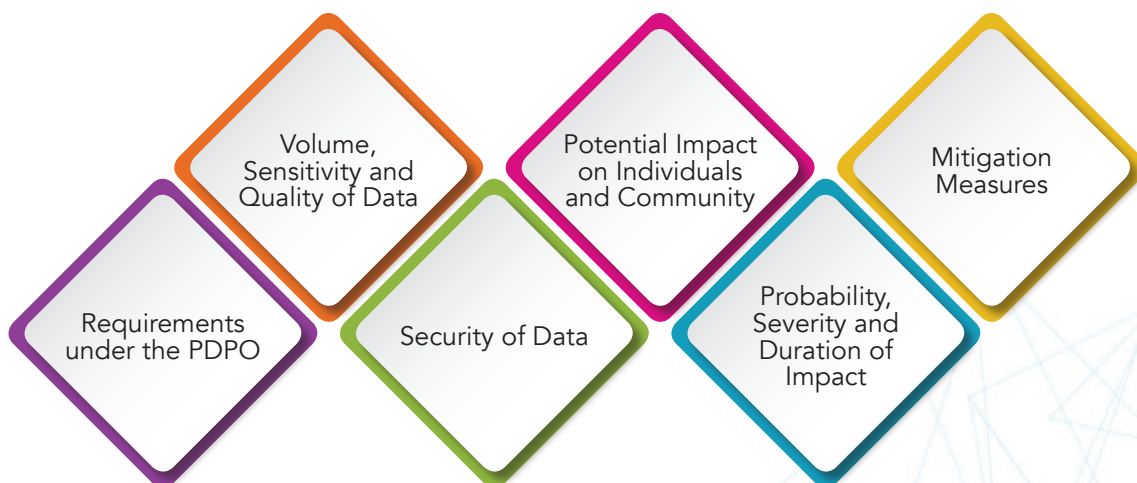 Requirements
under the PDPO
Volume,
Sensitivity and
Quality of Data
Security of Data
Potential Impact
on Individuals
and Community
Probability,
Severity and
Duration of
Impact
Mitigation
Measures